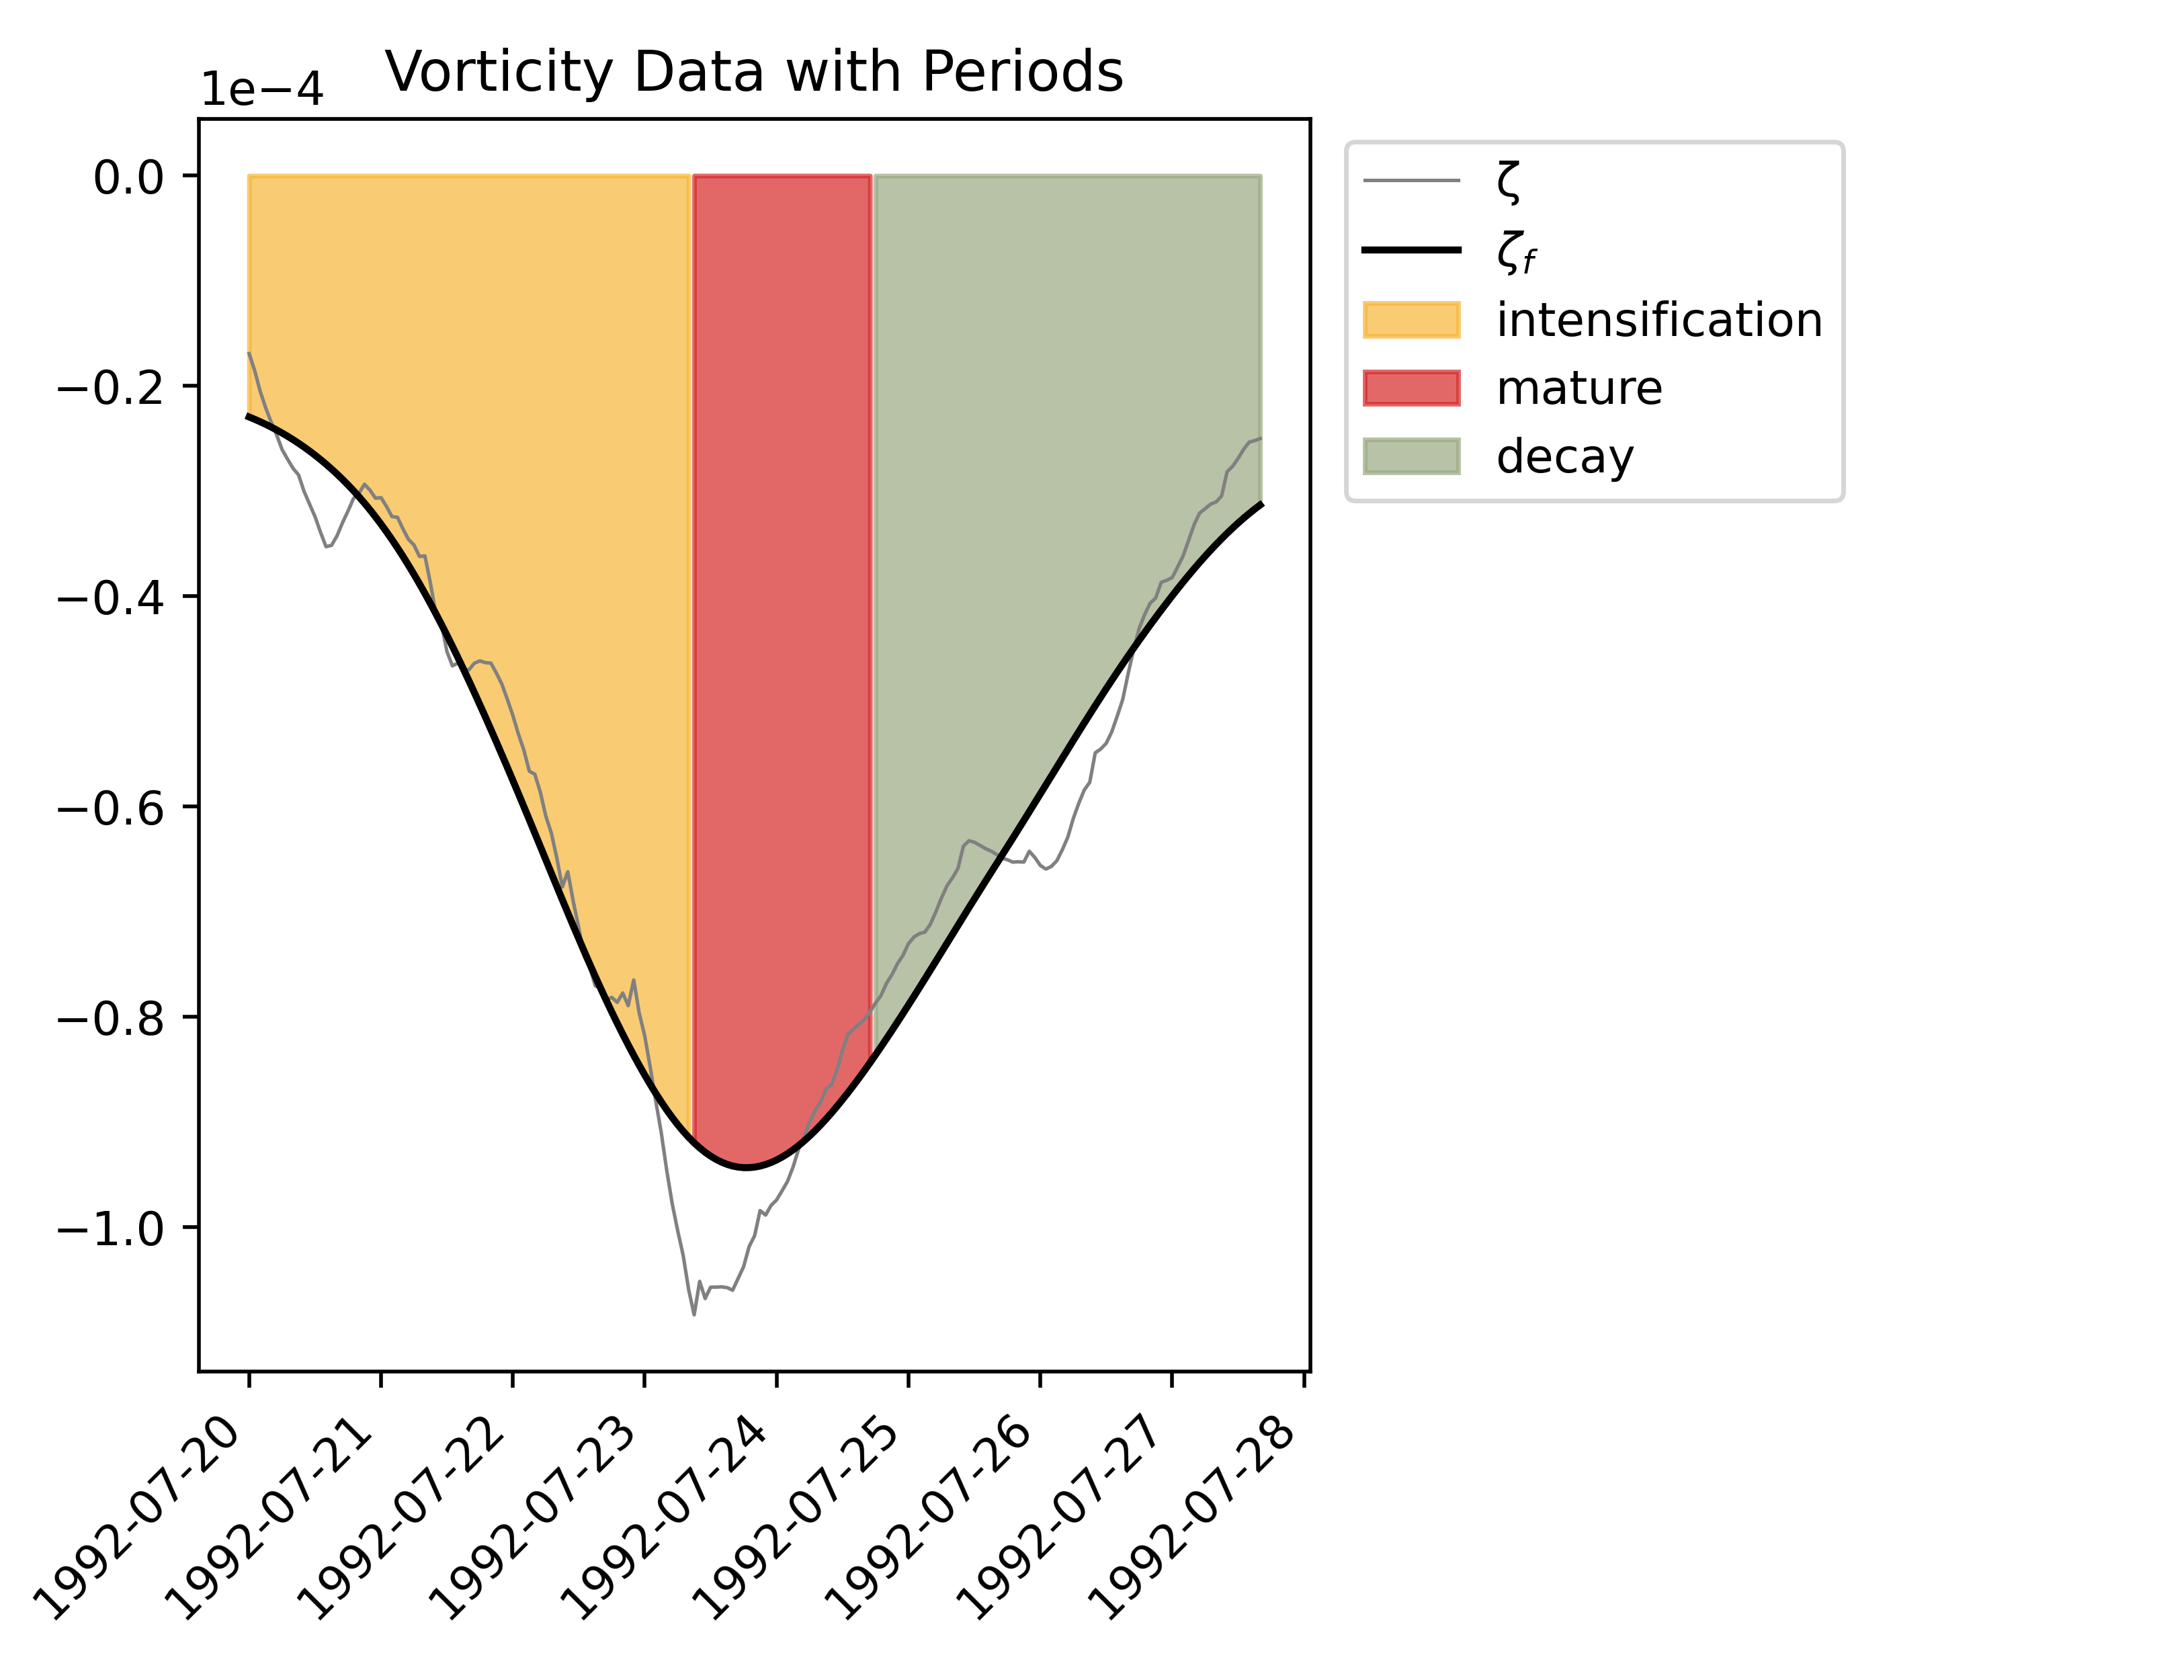 Vorticity Data with Periods
1e−4
0.0
−0.2
−0.4
−0.6
−0.8
−1.0
1992-07-20
1992-07-21
1992-07-22
1992-07-23
1992-07-24
1992-07-25
1992-07-26
1992-07-27
1992-07-28
ζ
ζf
intensification
mature
decay